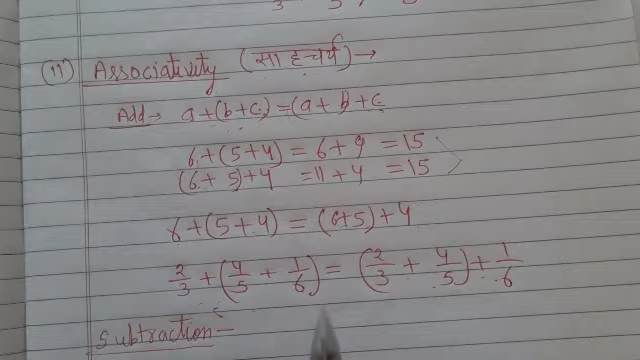 (11) Associativity (साहचर्य) →
Add → a+(b+c) = (a+b)+c
6+(5+4) = 6+9 = 15
(6+5)+4 = 11+4 = 15
6+(5+4) = (6+5)+4
2/3 + (4/5 + 1/6) = (2/3 + 4/5) + 1/6
Subtraction -